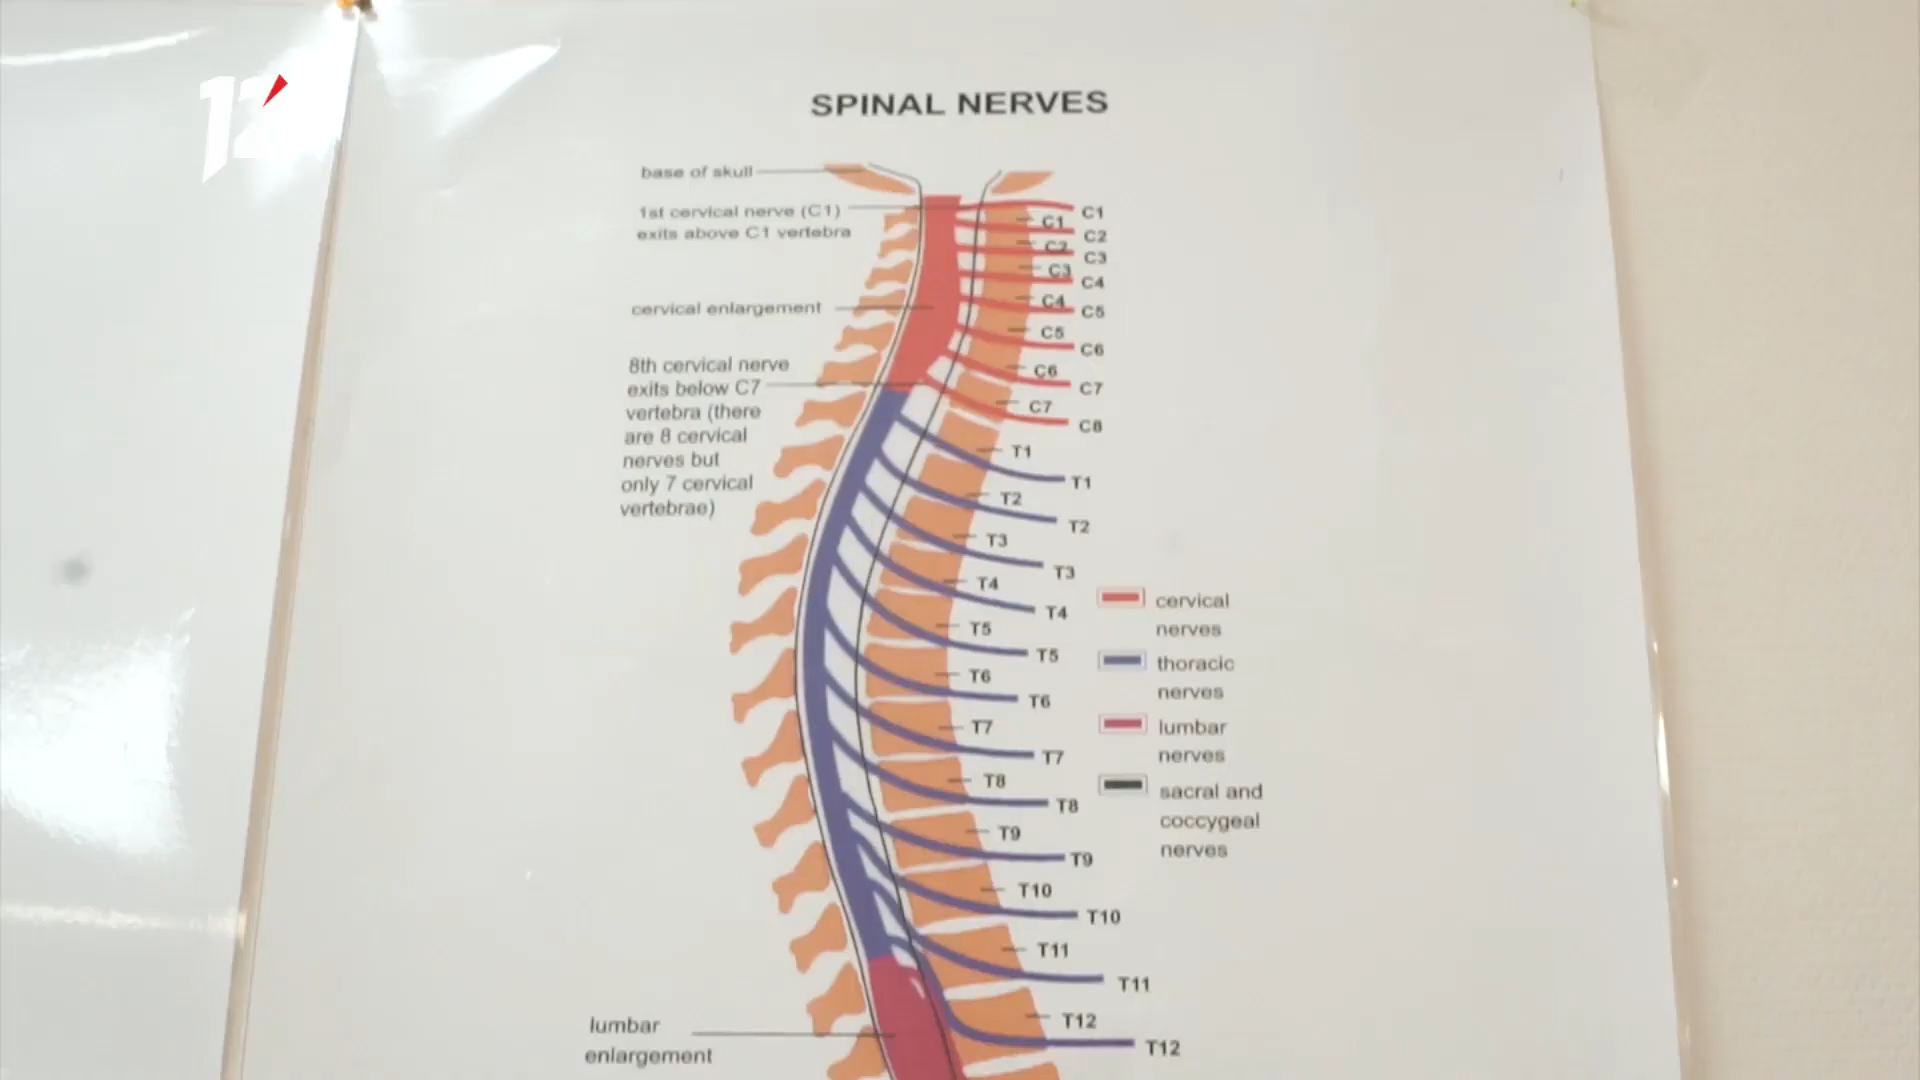 12
SPINAL NERVES
base of skull
1st cervical nerve (C1)
exits above C1 vertebra
cervical enlargement
8th cervical nerve
exits below C7
vertebra (there
are 8 cervical
nerves but
only 7 cervical
vertebrae)
lumbar
enlargement
C1
C1
C2
C2
C3
C3
C4
C4
C5
C5
C6
C6
C7
C7
C8
T1
T1
T2
T2
T3
T3
T4
T4
T5
T5
T6
T6
T7
T7
T8
T8
T9
T9
T10
T10
T11
T11
T12
T12
cervical
nerves
thoracic
nerves
lumbar
nerves
sacral and
coccygeal
nerves